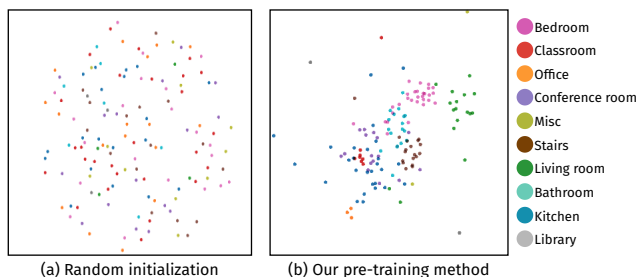 Bedroom
Classroom
Office
Conference room
Misc
Stairs
Living room
Bathroom
Kitchen
Library
(a) Random initialization
(b) Our pre-training method